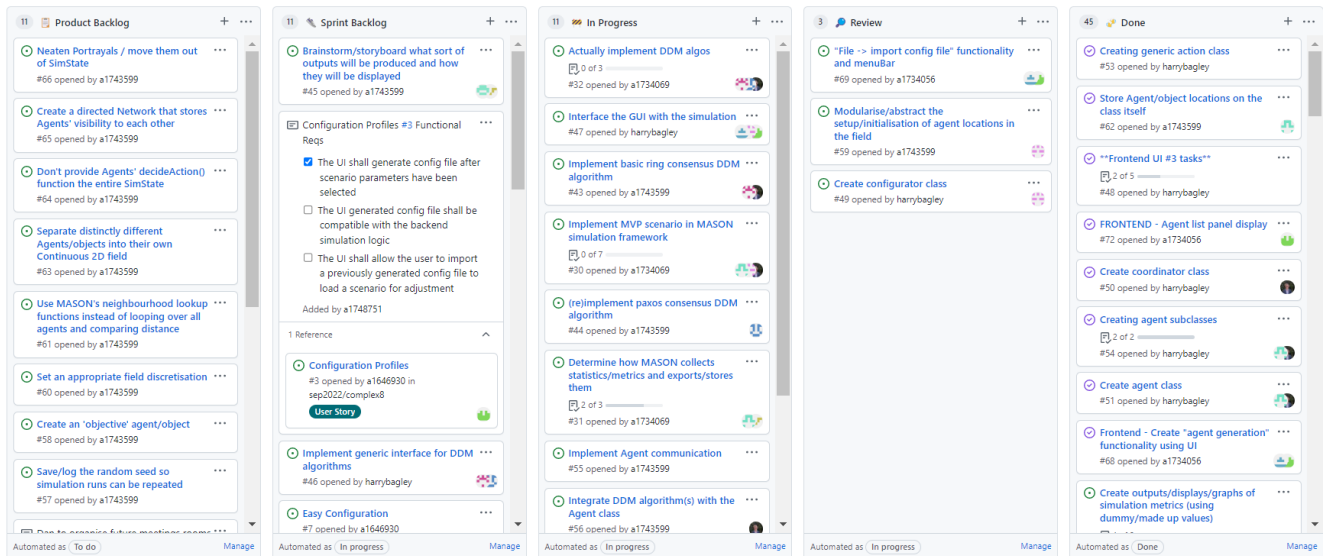 11 Product Backlog
Neaten Portrayals / move them out
of SimState
#66 opened by a1743599
Create a directed Network that stores
Agents' visibility to each other
#65 opened by a1743599
Don't provide Agents' decideAction()
function the entire SimState
#64 opened by a1743599
Separate distinctly different
Agents/objects into their own
Continuous 2D field
#63 opened by a1743599
Use MASON's neighbourhood lookup
functions instead of looping over all
agents and comparing distance
#61 opened by a1743599
Set an appropriate field discretisation
#60 opened by a1743599
Create an 'objective' agent/object
#58 opened by a1743599
Save/log the random seed so
simulation runs can be repeated
#57 opened by a1743599
Dan to organise future meetings rooms
Automated as To do Manage
11 Sprint Backlog
Brainstorm/storyboard what sort of
outputs will be produced and how
they will be displayed
#45 opened by a1743599
Configuration Profiles #3 Functional
Reqs
The UI shall generate config file after
scenario parameters have been
selected
The UI generated config file shall be
compatible with the backend
simulation logic
The UI shall allow the user to import
a previously generated config file to
load a scenario for adjustment
Added by a1748751
1 Reference
Configuration Profiles
#3 opened by a1646930 in
sep2022/complex8
User Story
Implement generic interface for DDM
algorithms
#46 opened by harrybagley
Easy Configuration
#7 opened by a1646930
Automated as In progress Manage
11 In Progress
Actually implement DDM algos
0 of 3
#32 opened by a1734069
Interface the GUI with the simulation
#47 opened by harrybagley
Implement basic ring consensus DDM
algorithm
#43 opened by a1743599
Implement MVP scenario in MASON
simulation framework
0 of 7
#30 opened by a1734069
(re)implement paxos consensus DDM
algorithm
#44 opened by a1743599
Determine how MASON collects
statistics/metrics and exports/stores
them
2 of 3
#31 opened by a1734069
Implement Agent communication
#55 opened by a1743599
Integrate DDM algorithm(s) with the
Agent class
#56 opened by a1743599
Automated as In progress Manage
3 Review
"File -> import config file" functionality
and menuBar
#69 opened by a1734056
Modularise/abstract the
setup/initialisation of agent locations in
the field
#59 opened by a1743599
Create configurator class
#49 opened by harrybagley
Automated as In progress Manage
45 Done
Creating generic action class
#53 opened by harrybagley
Store Agent/object locations on the
class itself
#62 opened by a1743599
**Frontend UI #3 tasks**
2 of 5
#48 opened by harrybagley
FRONTEND - Agent list panel display
#72 opened by a1734056
Create coordinator class
#50 opened by harrybagley
Creating agent subclasses
2 of 2
#54 opened by harrybagley
Create agent class
#51 opened by harrybagley
Frontend - Create "agent generation"
functionality using UI
#68 opened by a1734056
Create outputs/displays/graphs of
simulation metrics (using
dummy/made up values)
Automated as Done Manage